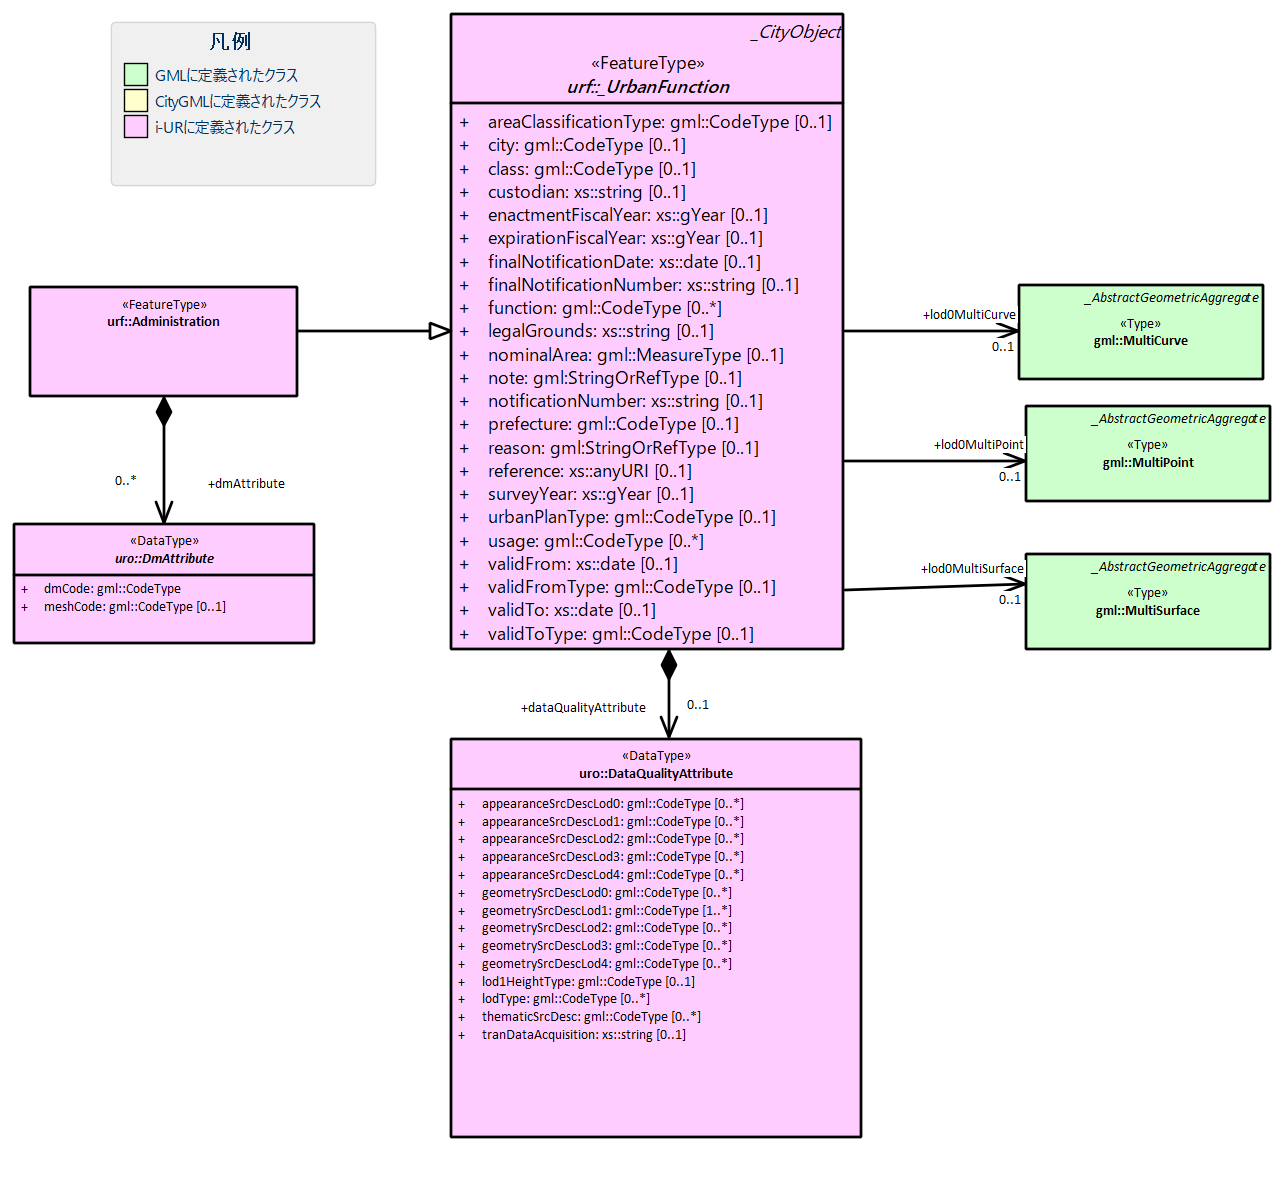 凡例
GMLに定義されたクラス
CityGMLに定義されたクラス
i-URに定義されたクラス
_CityObject
«FeatureType»
urf::_UrbanFunction
+ areaClassificationType: gml::CodeType [0..1]
+ city: gml::CodeType [0..1]
+ class: gml::CodeType [0..1]
+ custodian: xs::string [0..1]
+ enactmentFiscalYear: xs::gYear [0..1]
+ expirationFiscalYear: xs::gYear [0..1]
+ finalNotificationDate: xs::date [0..1]
+ finalNotificationNumber: xs::string [0..1]
+ function: gml::CodeType [0..*]
+ legalGrounds: xs::string [0..1]
+ nominalArea: gml::MeasureType [0..1]
+ note: gml:StringOrRefType [0..1]
+ notificationNumber: xs::string [0..1]
+ prefecture: gml::CodeType [0..1]
+ reason: gml:StringOrRefType [0..1]
+ reference: xs::anyURI [0..1]
+ surveyYear: xs::gYear [0..1]
+ urbanPlanType: gml::CodeType [0..1]
+ usage: gml::CodeType [0..*]
+ validFrom: xs::date [0..1]
+ validFromType: gml::CodeType [0..1]
+ validTo: xs::date [0..1]
+ validToType: gml::CodeType [0..1]
«FeatureType»
urf::Administration
0..*
+dmAttribute
«DataType»
uro::DmAttribute
+ dmCode: gml::CodeType
+ meshCode: gml::CodeType [0..1]
+lod0MultiCurve
0..1
_AbstractGeometricAggregate
«Type»
gml::MultiCurve
+lod0MultiPoint
0..1
_AbstractGeometricAggregate
«Type»
gml::MultiPoint
+lod0MultiSurface
0..1
_AbstractGeometricAggregate
«Type»
gml::MultiSurface
+dataQualityAttribute
0..1
«DataType»
uro::DataQualityAttribute
+ appearanceSrcDescLod0: gml::CodeType [0..*]
+ appearanceSrcDescLod1: gml::CodeType [0..*]
+ appearanceSrcDescLod2: gml::CodeType [0..*]
+ appearanceSrcDescLod3: gml::CodeType [0..*]
+ appearanceSrcDescLod4: gml::CodeType [0..*]
+ geometrySrcDescLod0: gml::CodeType [0..*]
+ geometrySrcDescLod1: gml::CodeType [1..*]
+ geometrySrcDescLod2: gml::CodeType [0..*]
+ geometrySrcDescLod3: gml::CodeType [0..*]
+ geometrySrcDescLod4: gml::CodeType [0..*]
+ lod1HeightType: gml::CodeType [0..1]
+ lodType: gml::CodeType [0..*]
+ thematicSrcDesc: gml::CodeType [0..*]
+ tranDataAcquisition: xs::string [0..1]